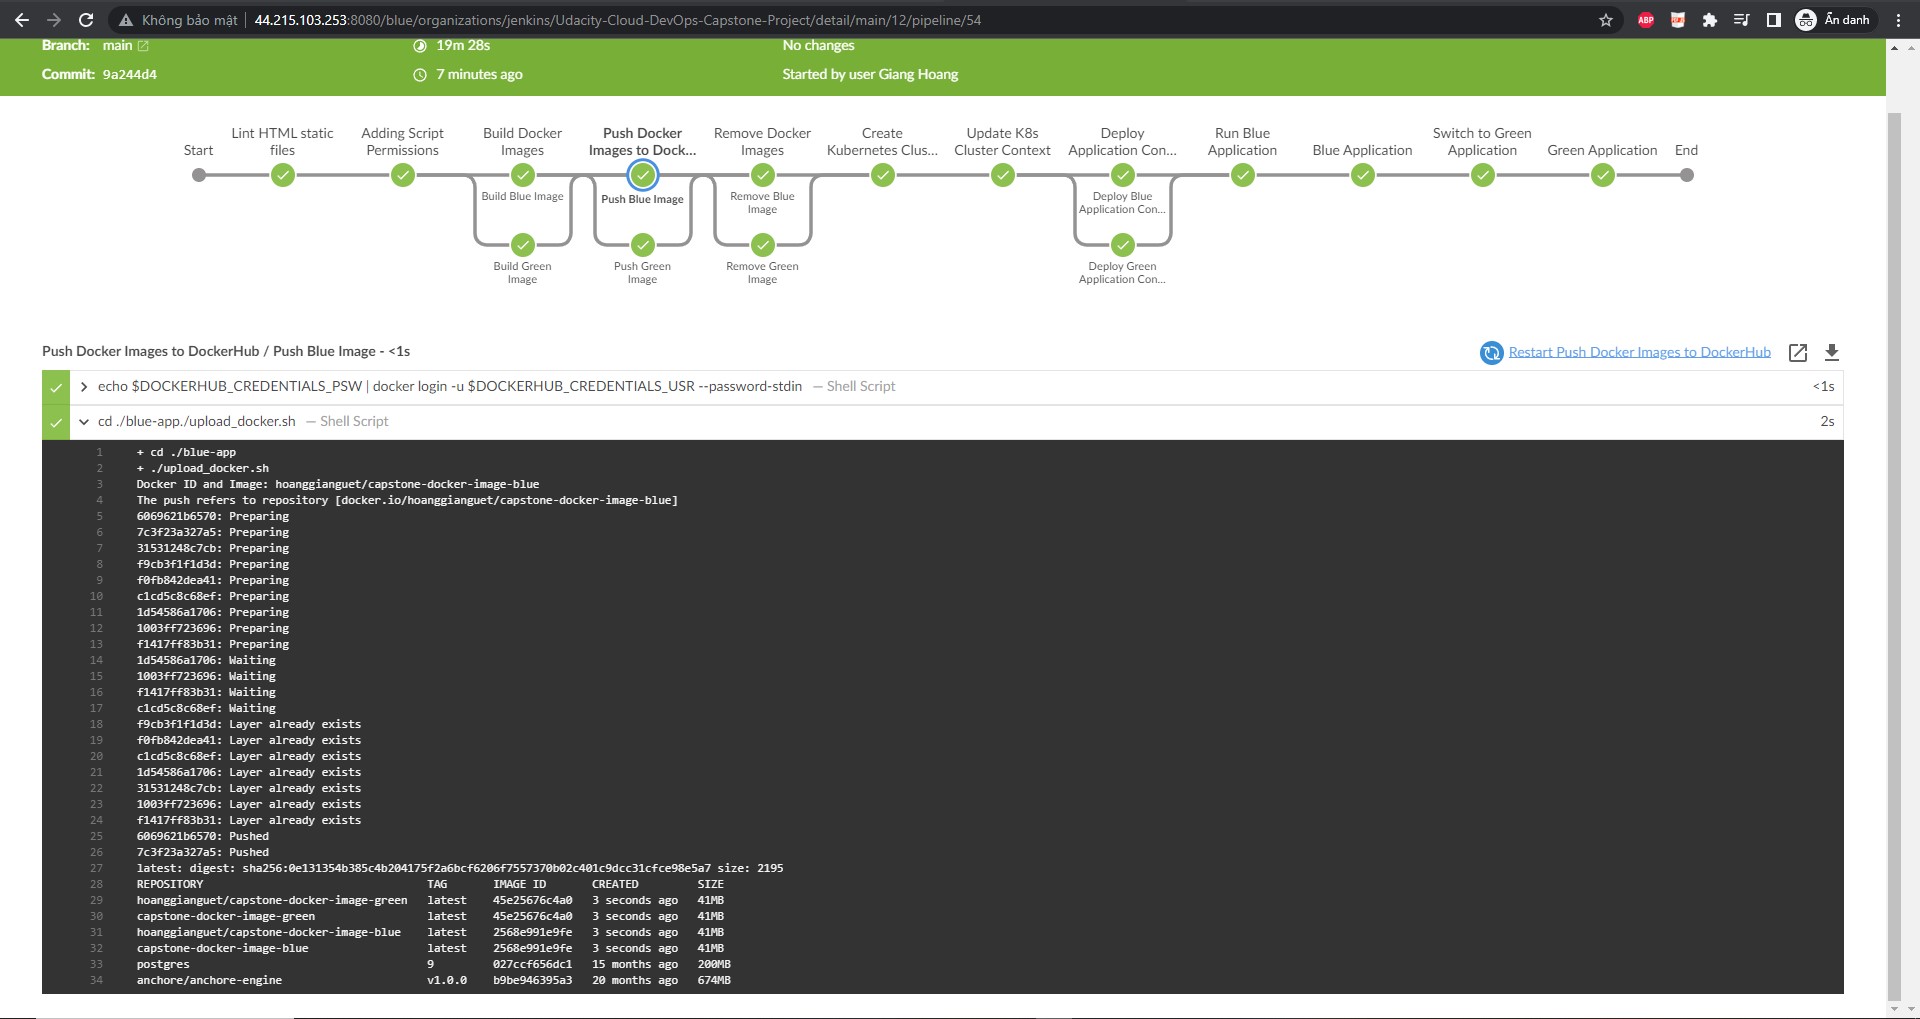 Không bảo mật 44.215.103.253:8080/blue/organizations/jenkins/Udacity-Cloud-DevOps-Capstone-Project/detail/main/12/pipeline/54
ABP
Ẩn danh
Branch: main 19m 28s No changes
Commit: 9a244d4 7 minutes ago Started by user Giang Hoang
Start
Lint HTML static
files
Adding Script
Permissions
Build Docker
Images
Push Docker
Images to Dock...
Remove Docker
Images
Create
Kubernetes Clus...
Update K8s
Cluster Context
Deploy
Application Con...
Run Blue
Application
Blue Application
Switch to Green
Application
Green Application
End
Build Blue Image
Push Blue Image
Remove Blue
Image
Deploy Blue
Application Con...
Build Green
Image
Push Green
Image
Remove Green
Image
Deploy Green
Application Con...
Push Docker Images to DockerHub / Push Blue Image - <1s
Restart Push Docker Images to DockerHub
echo $DOCKERHUB_CREDENTIALS_PSW | docker login -u $DOCKERHUB_CREDENTIALS_USR --password-stdin — Shell Script <1s
cd ./blue-app./upload_docker.sh — Shell Script 2s
1 + cd ./blue-app
2 + ./upload_docker.sh
3 Docker ID and Image: hoanggianguet/capstone-docker-image-blue
4 The push refers to repository [docker.io/hoanggianguet/capstone-docker-image-blue]
5 6069621b6570: Preparing
6 7c3f23a327a5: Preparing
7 31531248c7cb: Preparing
8 f9cb3f1f1d3d: Preparing
9 f0fb842dea41: Preparing
10 c1cd5c8c68ef: Preparing
11 1d54586a1706: Preparing
12 1003ff723696: Preparing
13 f1417ff83b31: Preparing
14 1d54586a1706: Waiting
15 1003ff723696: Waiting
16 f1417ff83b31: Waiting
17 c1cd5c8c68ef: Waiting
18 f9cb3f1f1d3d: Layer already exists
19 f0fb842dea41: Layer already exists
20 c1cd5c8c68ef: Layer already exists
21 1d54586a1706: Layer already exists
22 31531248c7cb: Layer already exists
23 1003ff723696: Layer already exists
24 f1417ff83b31: Layer already exists
25 6069621b6570: Pushed
26 7c3f23a327a5: Pushed
27 latest: digest: sha256:0e131354b385c4b204175f2a6bcf6206f7557370b02c401c9dcc31cfce98e5a7 size: 2195
28 REPOSITORY TAG IMAGE ID CREATED SIZE
29 hoanggianguet/capstone-docker-image-green latest 45e25676c4a0 3 seconds ago 41MB
30 capstone-docker-image-green latest 45e25676c4a0 3 seconds ago 41MB
31 hoanggianguet/capstone-docker-image-blue latest 2568e991e9fe 3 seconds ago 41MB
32 capstone-docker-image-blue latest 2568e991e9fe 3 seconds ago 41MB
33 postgres 9 027ccf656dc1 15 months ago 200MB
34 anchore/anchore-engine v1.0.0 b9be946395a3 20 months ago 674MB